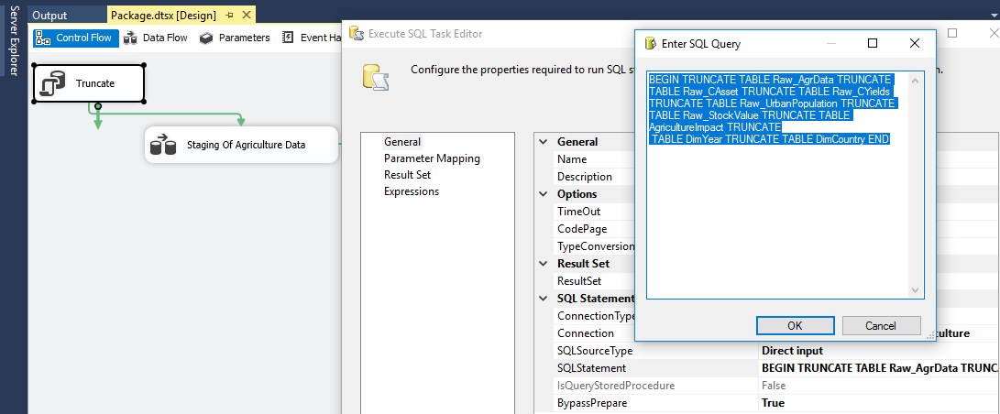 Server Explorer
Output
Package.dtsx [Design]
Control Flow
Data Flow
Parameters
Event Ha
Truncate
Staging Of Agriculture Data
Execute SQL Task Editor
Configure the properties required to run SQL st
n.
General
Parameter Mapping
Result Set
Expressions
General
Name
Description
Options
TimeOut
CodePage
TypeConversion
Result Set
ResultSet
SQL Statement
ConnectionType
Connection
culture
SQLSourceType Direct input
SQLStatement BEGIN TRUNCATE TABLE Raw_AgrData TRUNCA
IsQueryStoredProcedure False
BypassPrepare True
Enter SQL Query
BEGIN TRUNCATE TABLE Raw_AgrData TRUNCATE
TABLE Raw_CAsset TRUNCATE TABLE Raw_CYields
TRUNCATE TABLE Raw_UrbanPopulation TRUNCATE
TABLE Raw_StockValue TRUNCATE TABLE
AgricultureImpact TRUNCATE
TABLE DimYear TRUNCATE TABLE DimCountry END
OK
Cancel